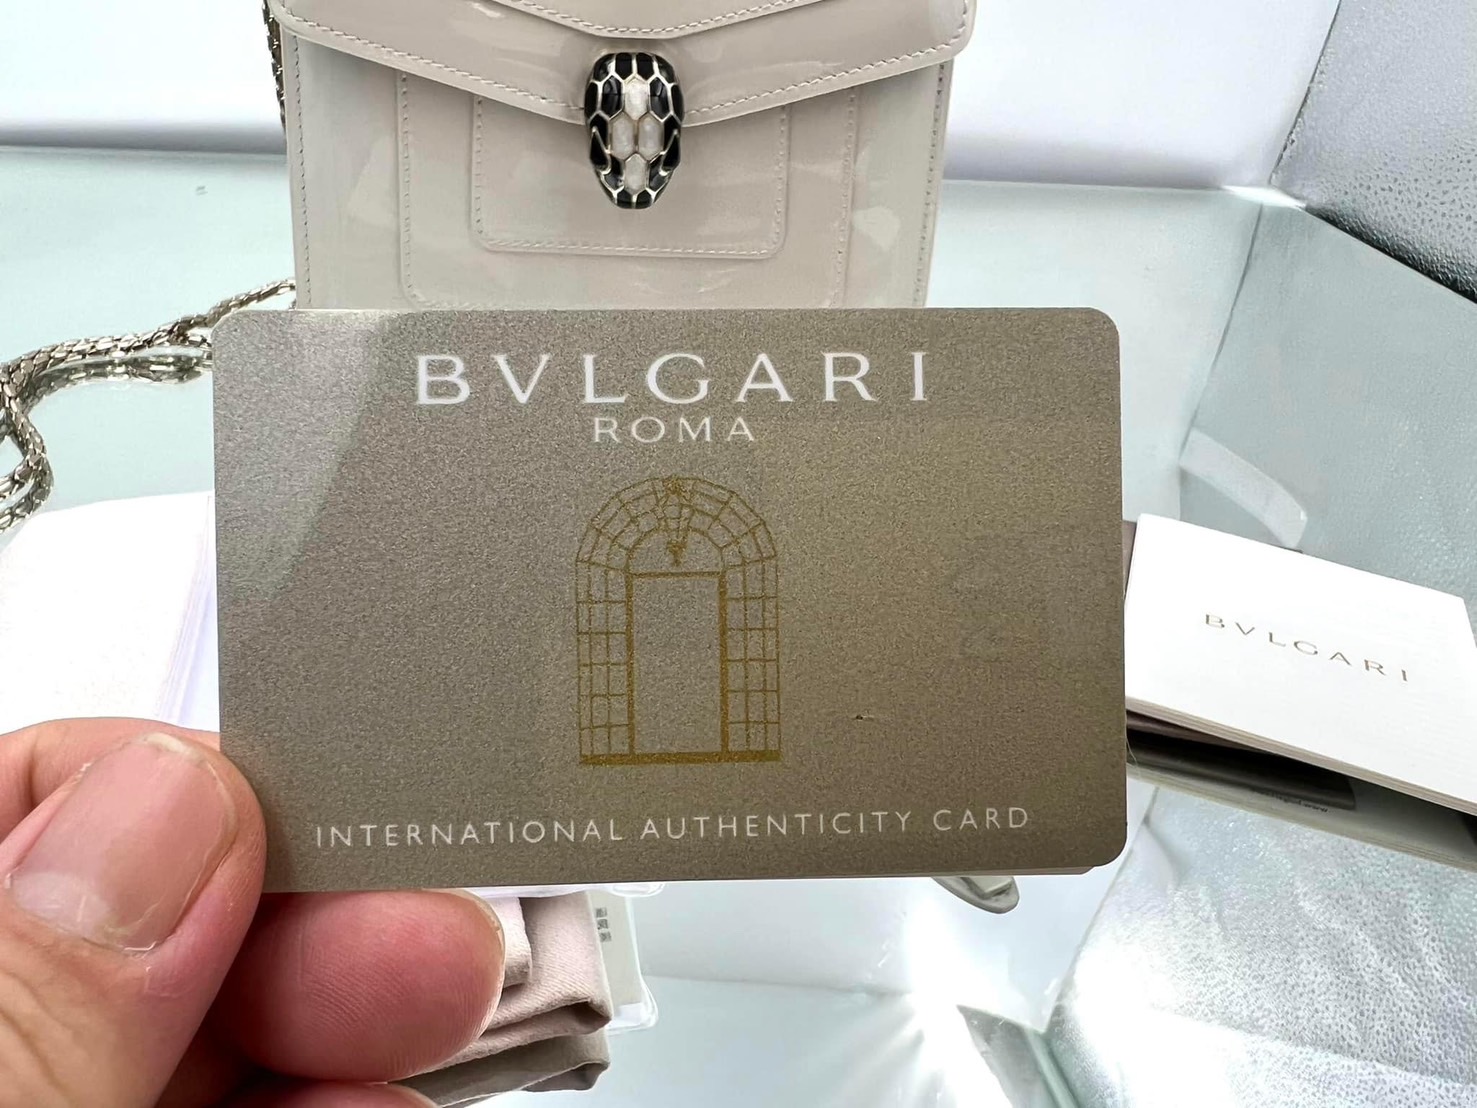 BVLGARI
ROMA
INTERNATIONAL AUTHENTICITY CARD
BVLGARI